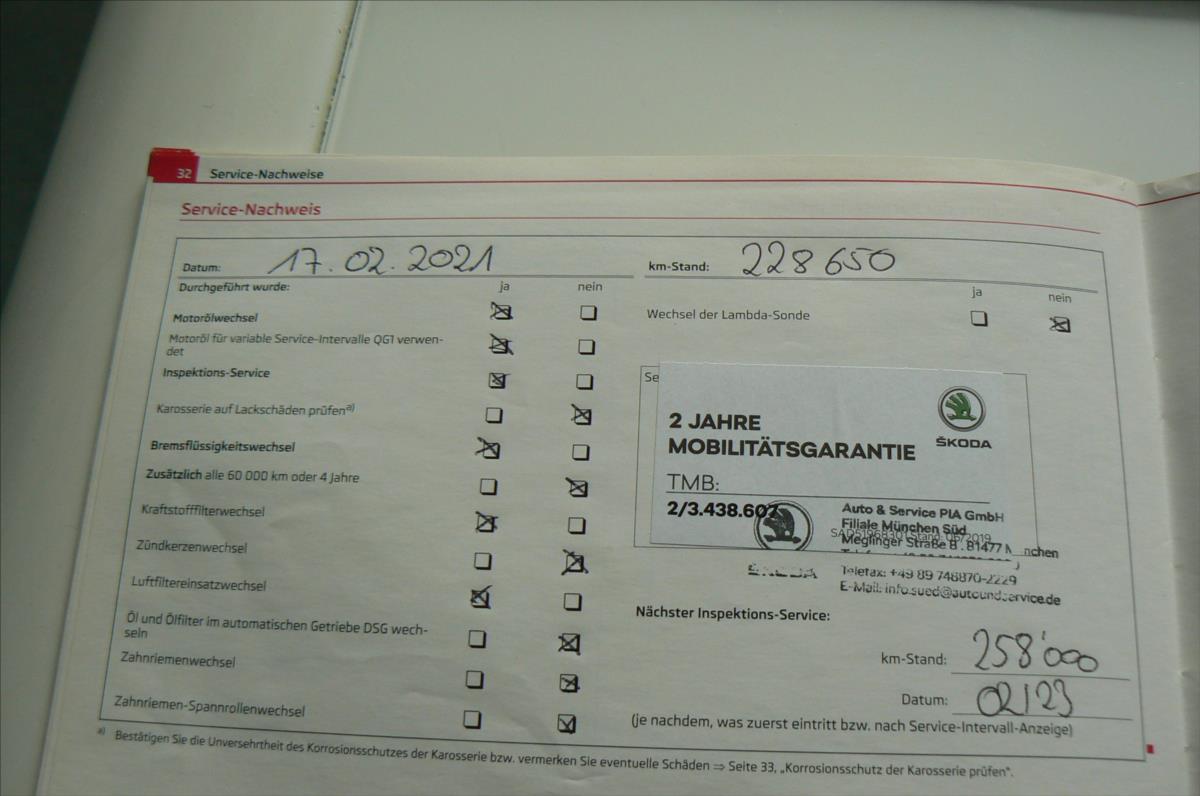 32 Service-Nachweise
Service-Nachweis
Datum: 17.02.2021 km-Stand: 228 650
Durchgeführt wurde: ja nein
ja nein
Motorölwechsel
Wechsel der Lambda-Sonde
Motoröl für variable Service-Intervalle QG1 verwen-
det
Inspektions-Service
Se
Karosserie auf Lackschäden prüfen a)
Bremsflüssigkeitswechsel
Zusätzlich alle 60 000 km oder 4 Jahre
Kraftstofffilterwechsel
Zündkerzenwechsel
Luftfiltereinsatzwechsel
Öl und Ölfilter im automatischen Getriebe DSG wech-
seln
Zahnriemenwechsel
Zahnriemen-Spannrollenwechsel
2 JAHRE
MOBILITÄTSGARANTIE
ŠKODA
TMB:
2/3.438.607
Auto & Service PIA GmbH
Filiale München Süd
Meglinger Straße 8 . 81477 M nchen
ŠKODA
Telefax: +49 89 748870-2229
E-Mail: info.sued@autoundservice.de
Nächster Inspektions-Service:
km-Stand: 258'000
Datum: 02/23
(je nachdem, was zuerst eintritt bzw. nach Service-Intervall-Anzeige)
a) Bestätigen Sie die Unversehrtheit des Korrosionsschutzes der Karosserie bzw. vermerken Sie eventuelle Schäden ⇒ Seite 33, „Korrosionsschutz der Karosserie prüfen“.